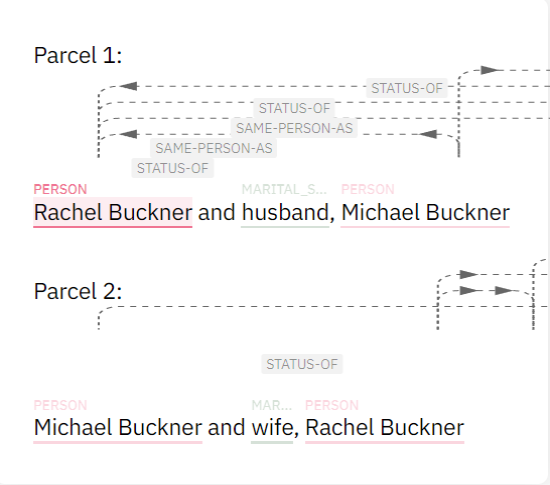 Parcel 1:
STATUS-OF
STATUS-OF
SAME-PERSON-AS
SAME-PERSON-AS
STATUS-OF
PERSON MARITAL_S... PERSON
Rachel Buckner and husband, Michael Buckner
Parcel 2:
STATUS-OF
PERSON MAR... PERSON
Michael Buckner and wife, Rachel Buckner